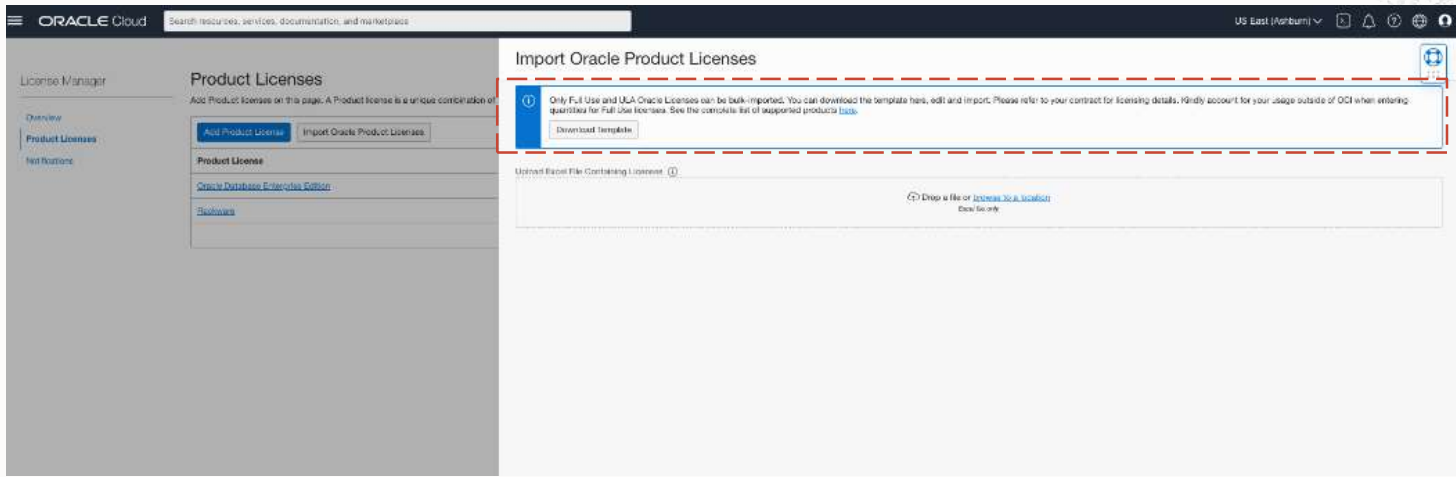 ORACLE Cloud
Search resources, services, documentation, and marketplace
US East (Ashburn)
License Manager
Overview
Product Licenses
Notifications
Product Licenses
Add Product licenses on this page. A Product license is a unique combination of
Add Product License
Import Oracle Product Licenses
Product License
Oracle Database Enterprise Edition
Import Oracle Product Licenses
Only Full Use and ULA Oracle Licenses can be bulk-imported. You can download the template here, edit and import. Please refer to your contract for licensing details. Kindly account for your usage outside of OCI when entering
quantities for Full Use licenses. See the complete list of supported products here.
Download Template
Upload Excel File Containing Licenses
Drop a file or browse to a location
Excel file only